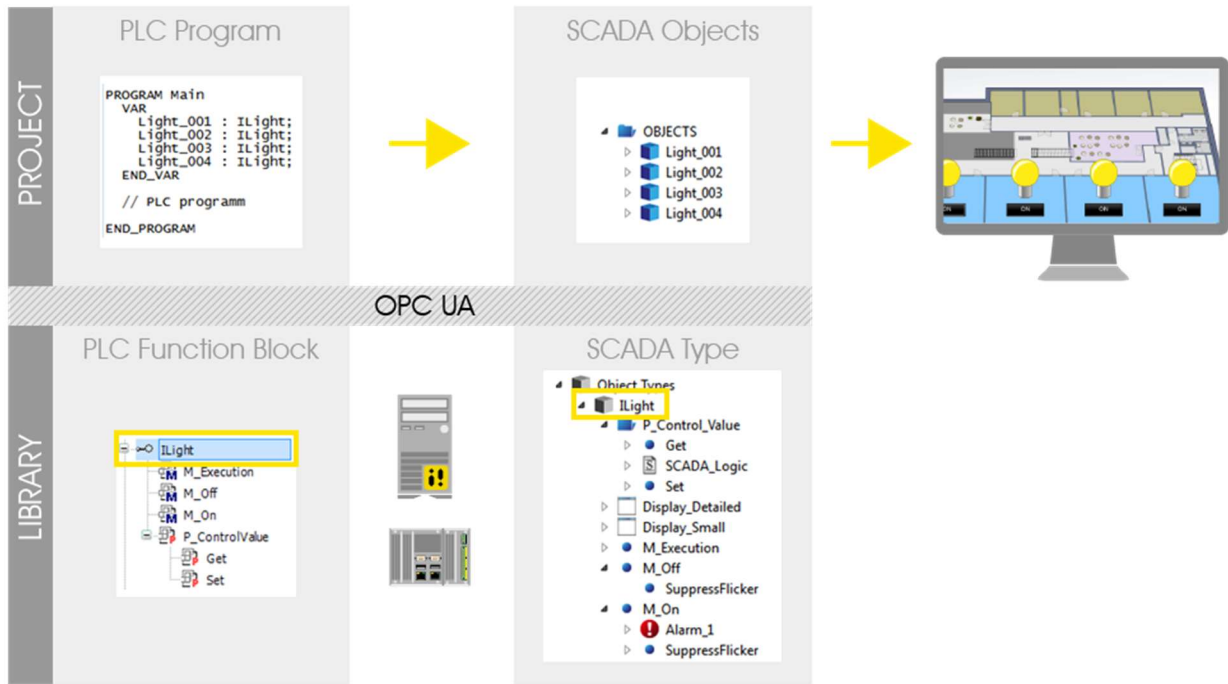 PLC Program
SCADA Objects
PROJECT
PROGRAM Main
VAR
Light_001 : ILight;
Light_002 : ILight;
Light_003 : ILight;
Light_004 : ILight;
END_VAR
// PLC programm
END_PROGRAM
OBJECTS
Light_001
Light_002
Light_003
Light_004
ON
ON
ON
ON
OPC UA
LIBRARY
PLC Function Block
SCADA Type
ILight
M_Execution
M_Off
M_On
P_ControlValue
Get
Set
Object Types
ILight
P_Control_Value
Get
SCADA_Logic
Set
Display_Detailed
Display_Small
M_Execution
M_Off
SuppressFlicker
M_On
Alarm_1
SuppressFlicker